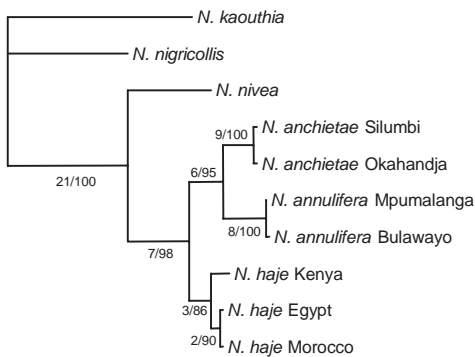 N. kaouthia
N. nigricollis
N. nivea
9/100
N. anchietae Silumbi
6/95
N. anchietae Okahandja
21/100
N. annulifera Mpumalanga
8/100
N. annulifera Bulawayo
7/98
N. haje Kenya
3/86
N. haje Egypt
2/90
N. haje Morocco